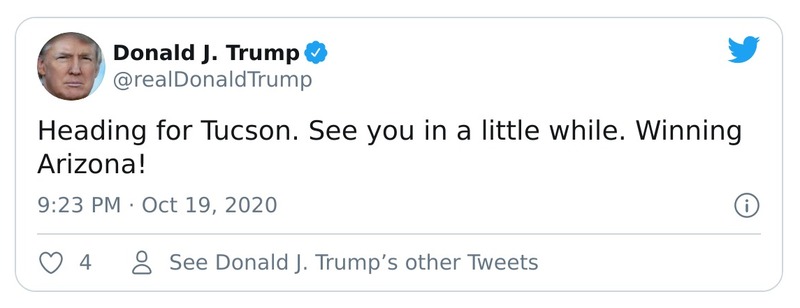 Donald J. Trump
@realDonaldTrump
Heading for Tucson. See you in a little while. Winning
Arizona!
9:23 PM · Oct 19, 2020
4
See Donald J. Trump’s other Tweets